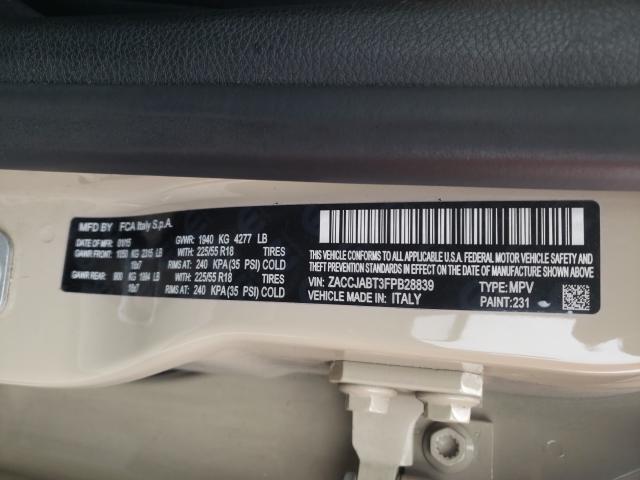 MFD BY FCA Italy S.p.A.
DATE OF MFR 01/15 GVWR: 1940 KG 4277 LB
GAWR FRONT: 1050 KG 2315 LB WITH: 225/55 R18 TIRES
18x7 RIMS AT: 240 KPA(35 PSI) COLD
GAWR REAR: 900 KG 1984 LB WITH: 225/55 R18 TIRES
18x7 RIMS AT: 240 KPA(35 PSI) COLD
THIS VEHICLE CONFORMS TO ALL APPLICABLE U.S.A. FEDERAL MOTOR VEHICLE
SAFETY STANDARDS IN EFFECT ON THE DATE OF MANUFACTURE SHOWN ABOVE.
VIN: ZACCJABT3FPB28839 TYPE: MPV
VEHICLE MADE IN: ITALY PAINT: 231